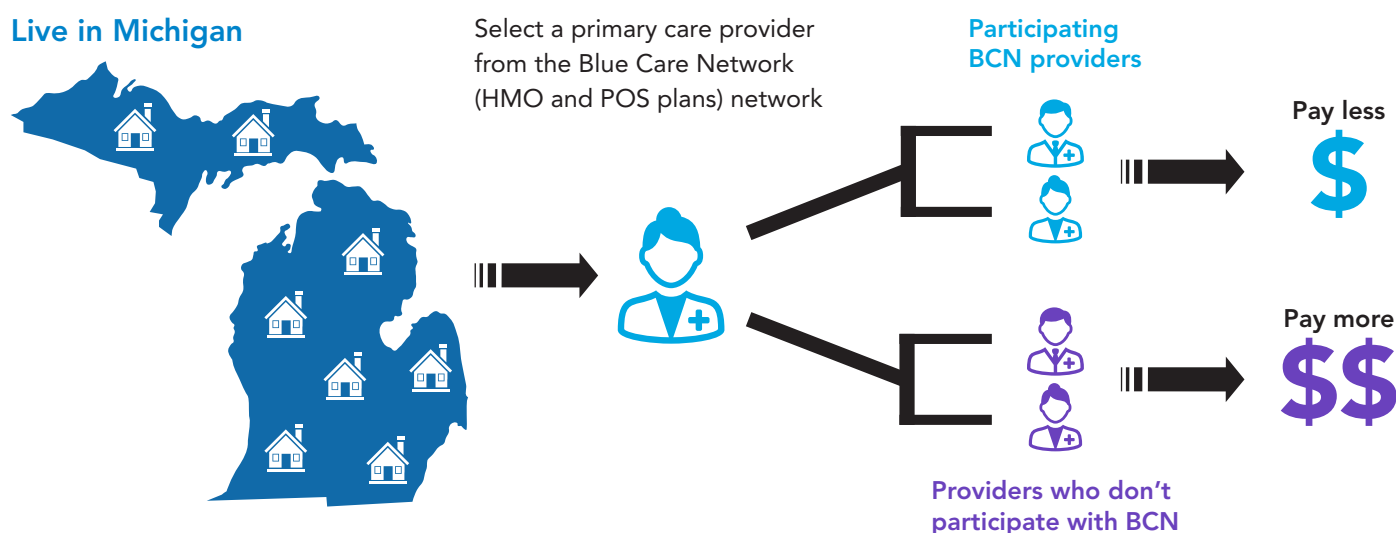 Live in Michigan
Select a primary care provider
from the Blue Care Network
(HMO and POS plans) network
Participating
BCN providers
Pay less
$
Pay more
$$
Providers who don’t
participate with BCN